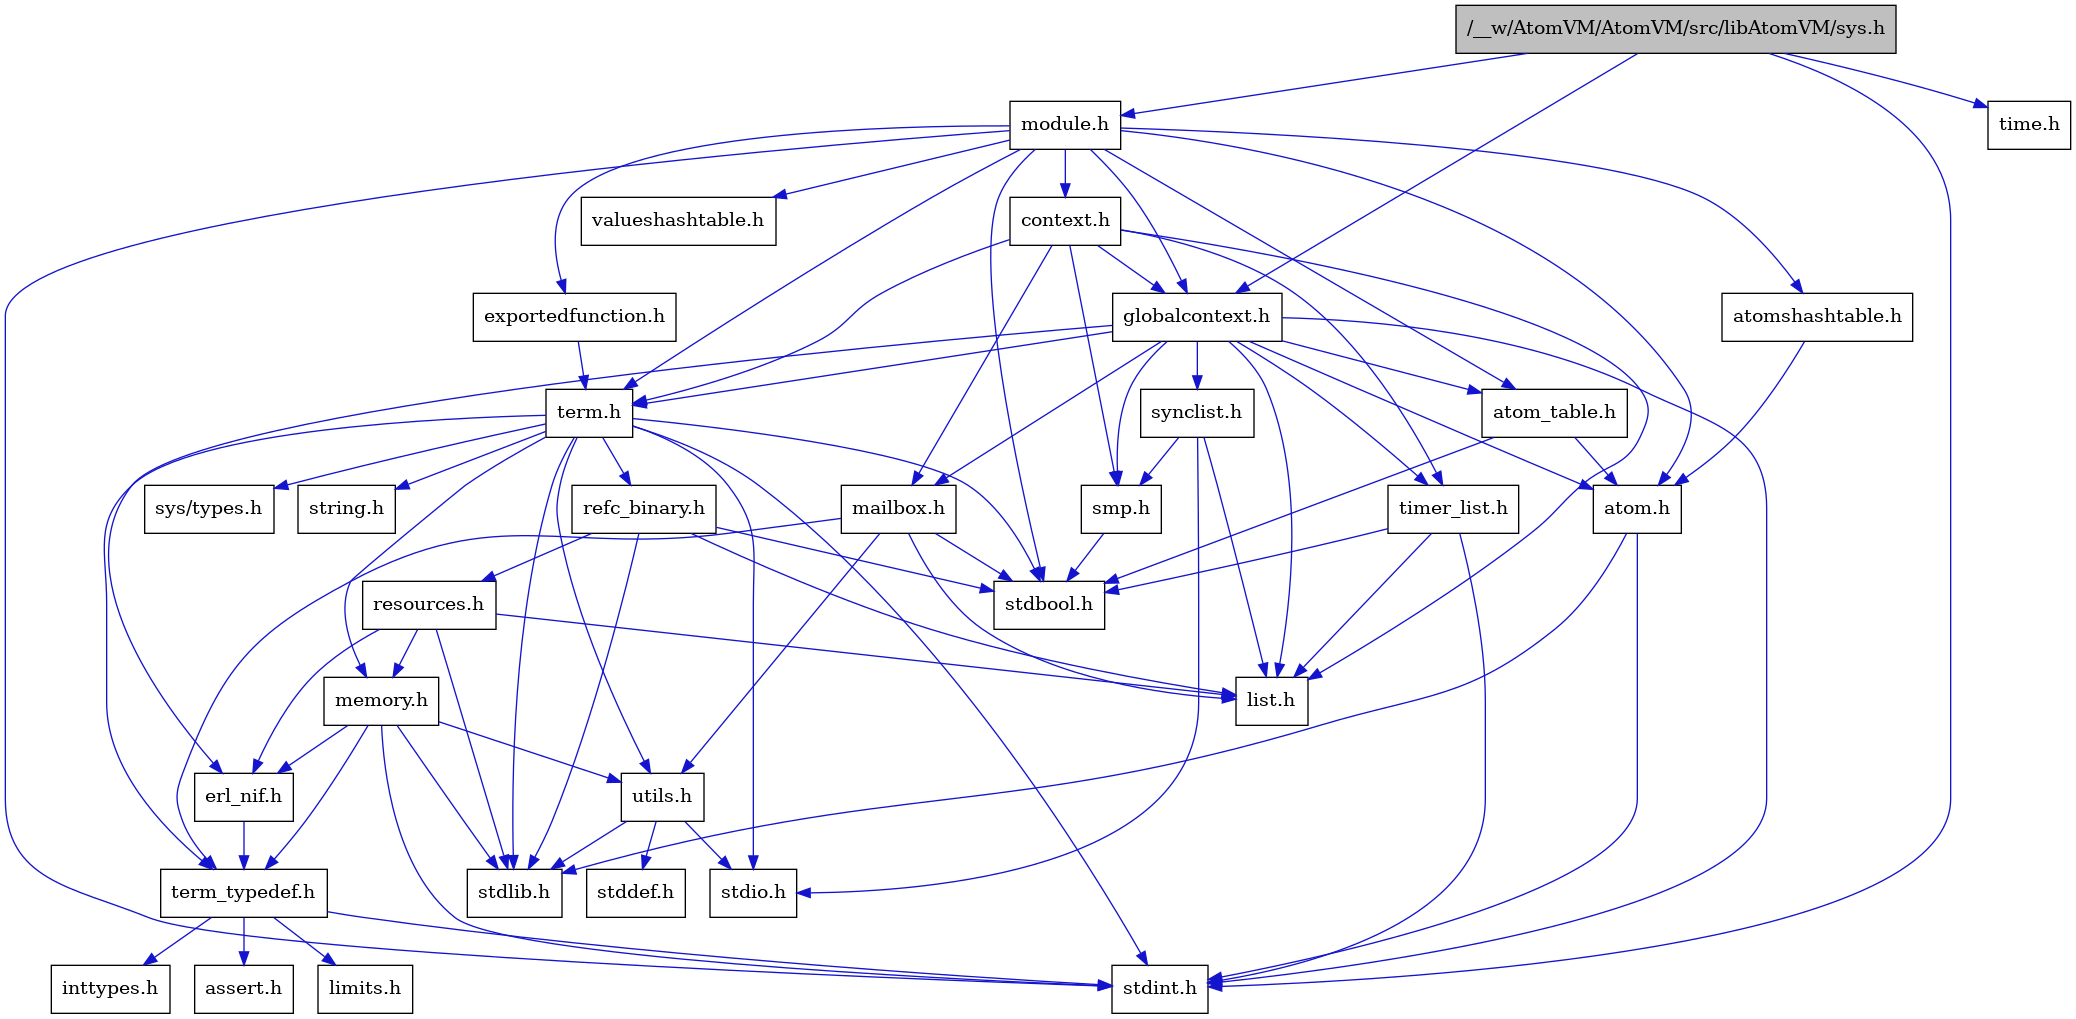 /__w/AtomVM/AtomVM/src/libAtomVM/sys.h
module.h
time.h
valueshashtable.h
context.h
exportedfunction.h
globalcontext.h
atomshashtable.h
term.h
synclist.h
atom_table.h
sys/types.h
string.h
refc_binary.h
mailbox.h
smp.h
timer_list.h
atom.h
resources.h
stdbool.h
memory.h
list.h
erl_nif.h
utils.h
term_typedef.h
stdlib.h
stddef.h
stdio.h
inttypes.h
assert.h
limits.h
stdint.h